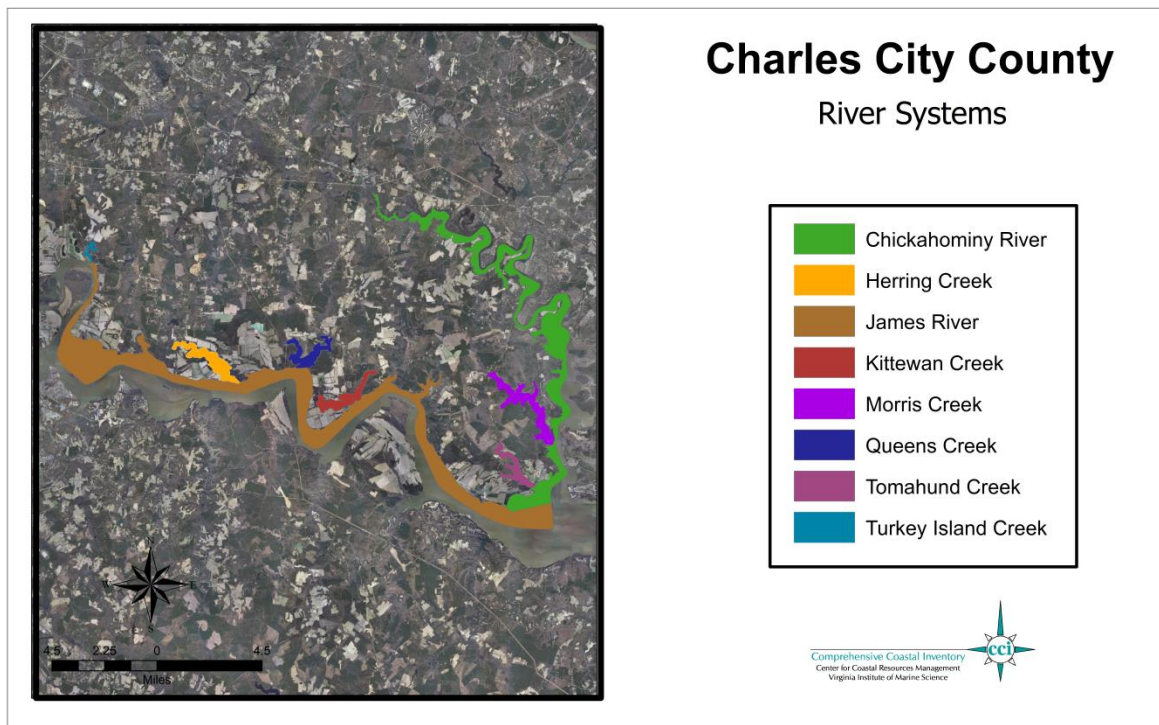 Charles City County
River Systems
Chickahominy River
Herring Creek
James River
Kittewan Creek
Morris Creek
Queens Creek
Tomahund Creek
Turkey Island Creek
N
E
S
4.5 2.25 0 4.5
Miles
cci
Comprehensive Coastal Inventory
Center for Coastal Resources Management
Virginia Institute of Marine Science